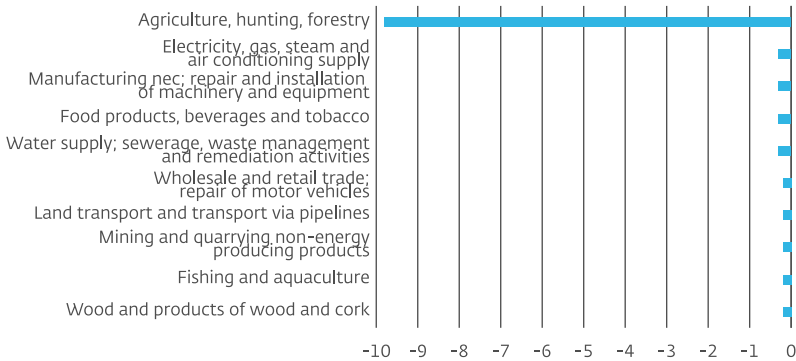 Agriculture, hunting, forestry
Electricity, gas, steam and
air conditioning supply
Manufacturing nec; repair and installation
of machinery and equipment
Food products, beverages and tobacco
Water supply; sewerage, waste management
and remediation activities
Wholesale and retail trade;
repair of motor vehicles
Land transport and transport via pipelines
Mining and quarrying non-energy
producing products
Fishing and aquaculture
Wood and products of wood and cork
-10 -9 -8 -7 -6 -5 -4 -3 -2 -1 0